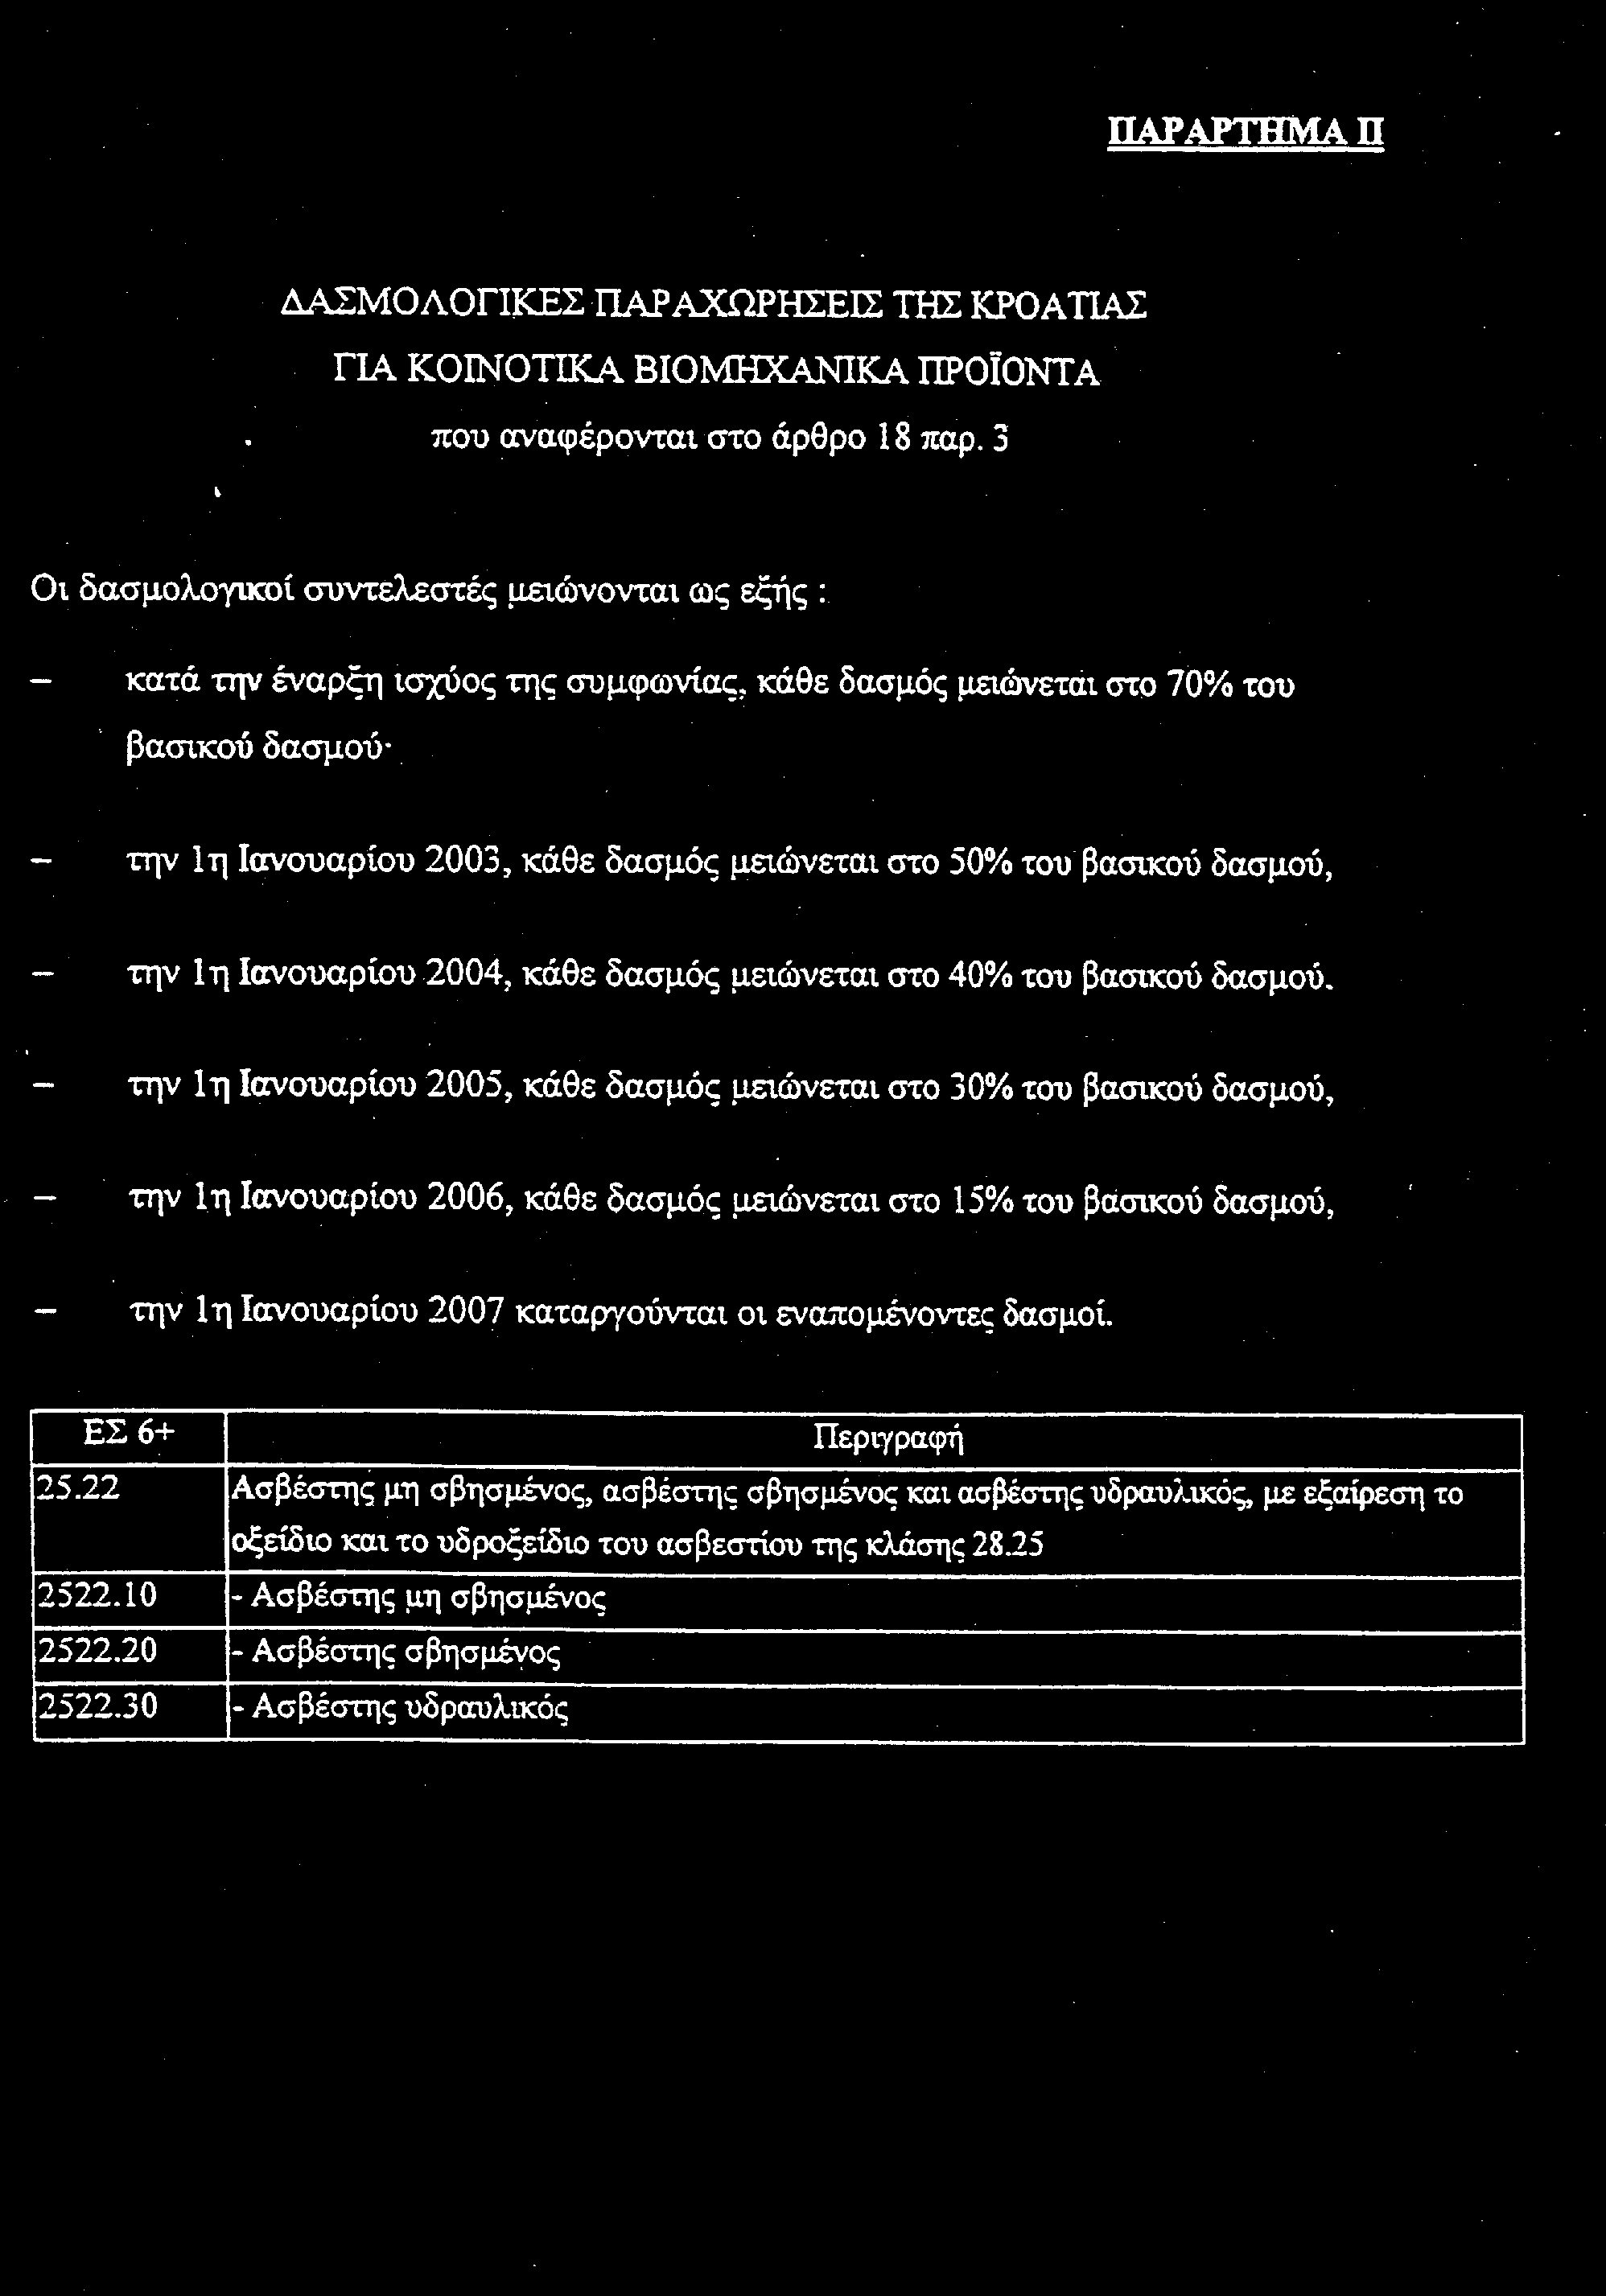 ΠΑΡΑΡΤΗΜΑ ΙΙ
ΔΑΣΜΟΛΟΓΙΚΕΣ ΠΑΡΑΧΩΡΗΣΕΙΣ ΤΗΣ ΚΡΟΑΤΙΑΣ
ΓΙΑ ΚΟΙΝΟΤΙΚΑ ΒΙΟΜΗΧΑΝΙΚΑ ΠΡΟΪΟΝΤΑ
που αναφέρονται στο άρθρο 18 παρ. 3
Οι δασμολογικοί συντελεστές μειώνονται ως εξής :
– κατά την έναρξη ισχύος της συμφωνίας, κάθε δασμός μειώνεται στο 70% του
βασικού δασμού·
– την 1η Ιανουαρίου 2003, κάθε δασμός μειώνεται στο 50% του βασικού δασμού,
– την 1η Ιανουαρίου 2004, κάθε δασμός μειώνεται στο 40% του βασικού δασμού.
– την 1η Ιανουαρίου 2005, κάθε δασμός μειώνεται στο 30% του βασικού δασμού,
– την 1η Ιανουαρίου 2006, κάθε δασμός μειώνεται στο 15% του βασικού δασμού,
– την 1η Ιανουαρίου 2007 καταργούνται οι εναπομένοντες δασμοί.
ΕΣ 6+ Περιγραφή
25.22 Ασβέστης μη σβησμένος, ασβέστης σβησμένος και ασβέστης υδραυλικός, με εξαίρεση το
οξείδιο και το υδροξείδιο του ασβεστίου της κλάσης 28.25
2522.10 - Ασβέστης μη σβησμένος
2522.20 - Ασβέστης σβησμένος
2522.30 - Ασβέστης υδραυλικός